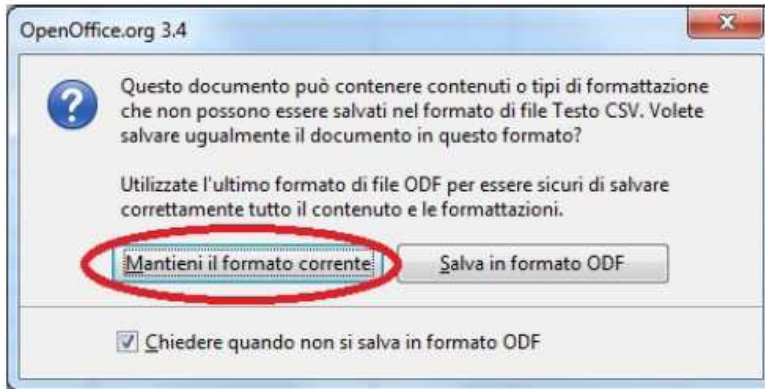 OpenOffice.org 3.4
Questo documento può contenere contenuti o tipi di formattazione
che non possono essere salvati nel formato di file Testo CSV. Volete
salvare ugualmente il documento in questo formato?
Utilizzate l'ultimo formato di file ODF per essere sicuri di salvare
correttamente tutto il contenuto e le formattazioni.
Mantieni il formato corrente Salva in formato ODF
Chiedere quando non si salva in formato ODF